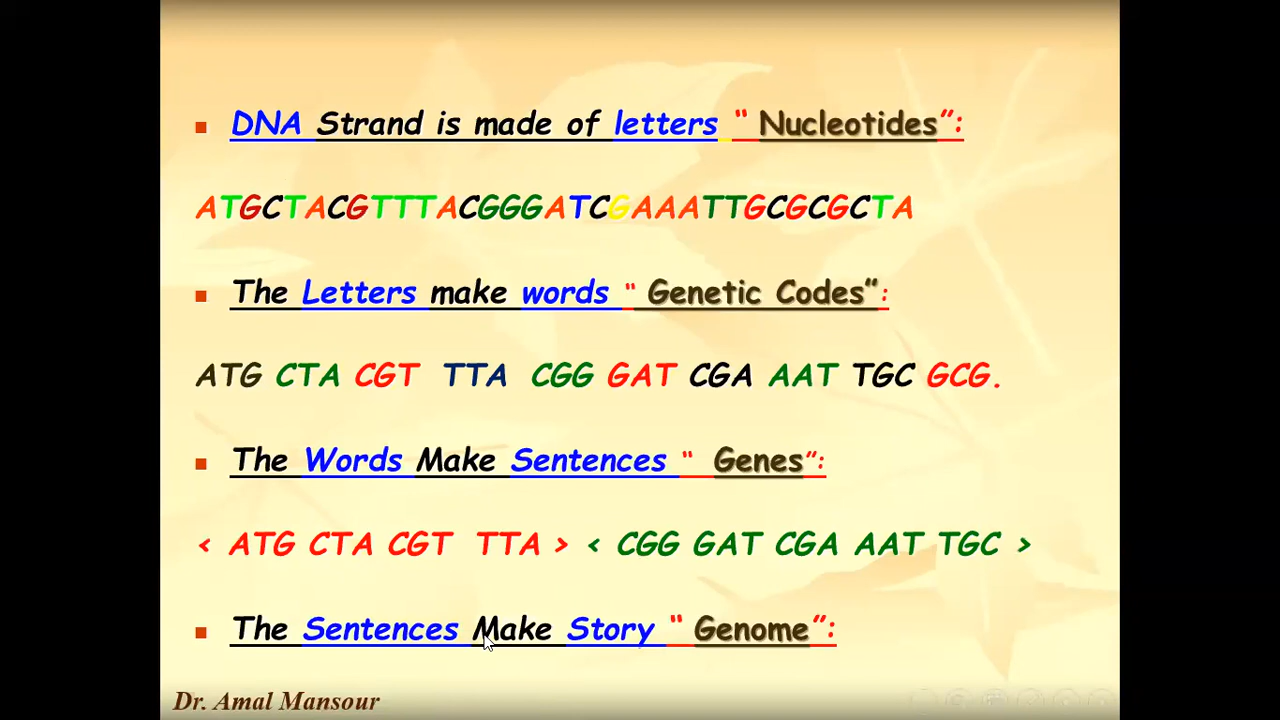 ▪ DNA Strand is made of letters “ Nucleotides”:
ATGCTACGTTTACGGGATCGAAATTGCGCGCTA
▪ The Letters make words “ Genetic Codes”:
ATG CTA CGT TTA CGG GAT CGA AAT TGC GCG.
▪ The Words Make Sentences “ Genes”:
< ATG CTA CGT TTA > < CGG GAT CGA AAT TGC >
▪ The Sentences Make Story “ Genome”:
Dr. Amal Mansour